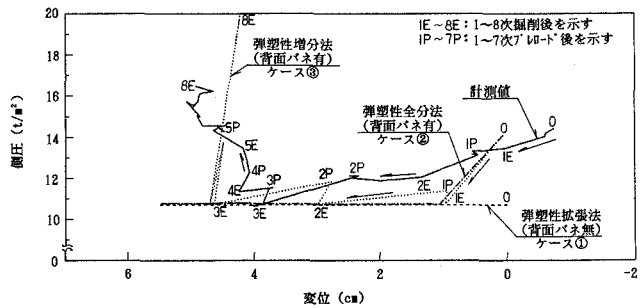 20
18
16
14
12
10
0
側圧 (t/m²)
8E
弾塑性増分法
(背面バネ有)
ケース③
1E～8E:1～8次掘削後を示す
1P～7P:1～7次プレロード後を示す
計測値
弾塑性全分法
(背面バネ有)
ケース②
8E
5P
5E
4P
4E
3P
3E
3E
2P
2P
2E
2E
1P
1P
1E
1E
0
0
0
弾塑性拡張法
(背面バネ無)
ケース①
6
4
2
0
-2
変位 (cm)